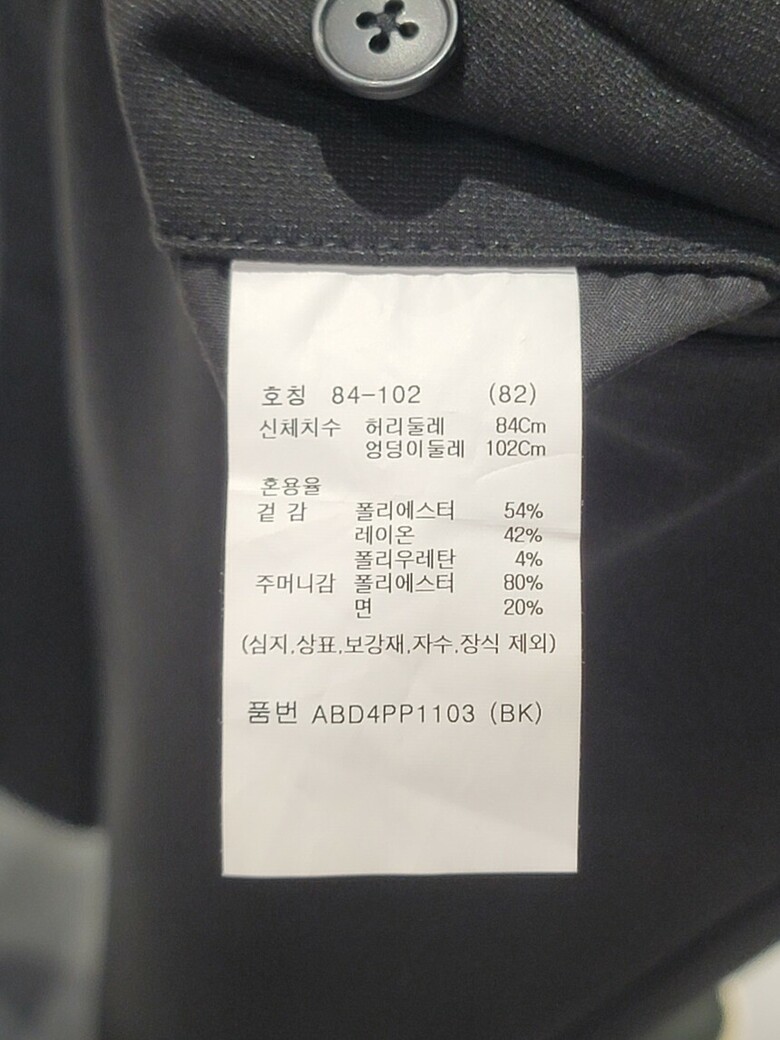 호칭 84-102 (82)
신체치수 허리둘레 84Cm
엉덩이둘레 102Cm
혼용율
겉 감 폴리에스터 54%
레이온 42%
폴리우레탄 4%
주머니감 폴리에스터 80%
면 20%
(심지,상표,보강재,자수,장식 제외)
품번 ABD4PP1103 (BK)